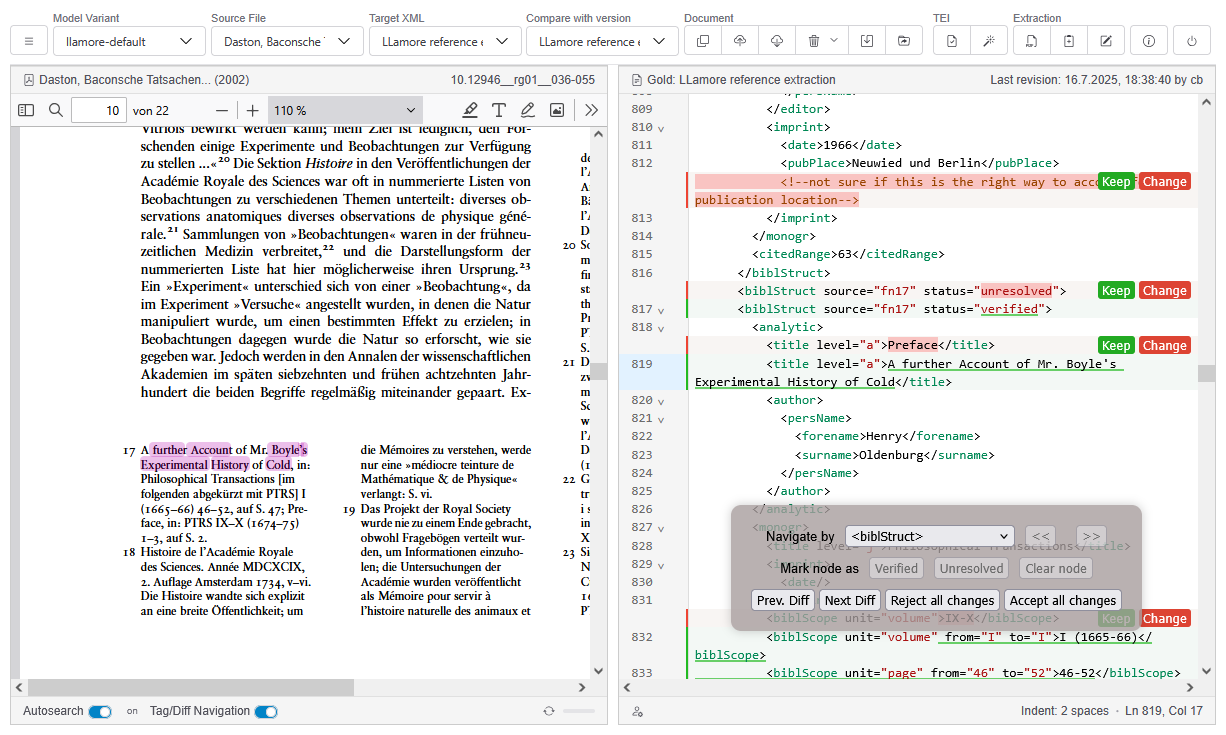 Model Variant Source File Target XML Compare with version Document TEI Extraction
llamore-default Daston, Baconsche LLamore reference LLamore reference
Daston, Baconsche Tatsachen... (2002) 10.12946__rg01__036-055
10 von 22 110 %
Vitriols bewirkt werden kann; mein Ziel ist lediglich, den For-
schenden einige Experimente und Beobachtungen zur Verfügung
zu stellen ...«20 Die Sektion Histoire in den Veröffentlichungen der
Académie Royale des Sciences war oft in nummerierte Listen von
Beobachtungen zu verschiedenen Themen unterteilt: diverses ob-
servations anatomiques diverses observations de physique géné-
rale.21 Sammlungen von »Beobachtungen« waren in der frühneu-
zeitlichen Medizin verbreitet,22 und die Darstellungsform der
nummerierten Liste hat hier möglicherweise ihren Ursprung.23
Ein »Experiment« unterschied sich von einer »Beobachtung«, da
im Experiment »Versuche« angestellt wurden, in denen die Natur
manipuliert wurde, um einen bestimmten Effekt zu erzielen; in
Beobachtungen dagegen wurde die Natur so erforscht, wie sie
gegeben war. Jedoch werden in den Annalen der wissenschaftlichen
Akademien im späten siebzehnten und frühen achtzehnten Jahr-
hundert die beiden Begriffe regelmäßig miteinander gepaart. Ex-
17 A further Account of Mr. Boyle's
Experimental History of Cold, in:
Philosophical Transactions [im
folgenden abgekürzt mit PTRS] I
(1665–66) 46–52, auf S. 47; Pre-
face, in: PTRS IX–X (1674–75)
1–3, auf S. 2.
18 Histoire de l'Académie Royale
des Sciences. Année MDCXCIX,
2. Auflage Amsterdam 1734, v–vi.
Die Histoire wandte sich explizit
an eine breite Öffentlichkeit; um
die Mémoires zu verstehen, werde
nur eine »médiocre teinture de
Mathématique & de Physique«
verlangt: S. vi.
19 Das Projekt der Royal Society
wurde nie zu einem Ende gebracht,
obwohl Fragebögen verteilt wur-
den, um Informationen einzuho-
len; die Untersuchungen der
Académie wurden veröffentlicht
als Mémoire pour servir à
l'histoire naturelle des animaux et
20
21
22
23
Autosearch on Tag/Diff Navigation
Gold: LLamore reference extraction Last revision: 16.7.2025, 18:38:40 by cb
809 </editor>
810 <imprint>
811 <date>1966</date>
812 <pubPlace>Neuwied und Berlin</pubPlace>
<!--not sure if this is the right way to Keep Change
publication location-->
813 </imprint>
814 </monogr>
815 <citedRange>63</citedRange>
816 </biblStruct>
<biblStruct source="fn17" status="unresolved"> Keep Change
817 <biblStruct source="fn17" status="verified">
818 <analytic>
<title level="a">Preface</title> Keep Change
819 <title level="a">A further Account of Mr. Boyle's
Experimental History of Cold</title>
820 <author>
821 <persName>
822 <forename>Henry</forename>
823 <surname>Oldenburg</surname>
824 </persName>
825 </author>
826 </analytic>
827 <monogr>
Navigate by <biblStruct> << >>
828 <title level="j">Philosophical Transactions</title>
829
Mark node as Verified Unresolved Clear node
830 <date/>
831
Prev. Diff Next Diff Reject all changes Accept all changes
<biblScope unit="volume">IX-X</biblScope> Keep Change
832 <biblScope unit="volume" from="I" to="I">I (1665-66)</
biblScope>
833 <biblScope unit="page" from="46" to="52">46-52</biblScope>
Indent: 2 spaces · Ln 819, Col 17